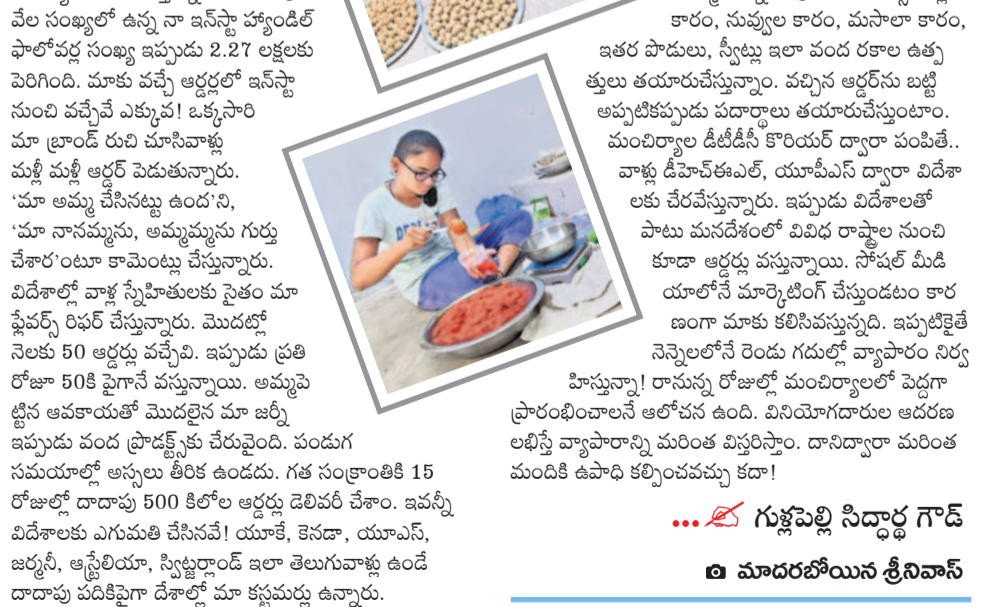 వేల సంఖ్యలో ఉన్న నా ఇన్‌స్టా హ్యాండిల్
ఫాలోవర్ల సంఖ్య ఇప్పుడు 2.27 లక్షలకు
పెరిగింది. మాకు వచ్చే ఆర్డర్లలో ఇన్‌స్టా
నుంచి వచ్చేవే ఎక్కువ! ఒక్కసారి
మా బ్రాండ్ రుచి చూసినవాళ్లు
మళ్లీ మళ్లీ ఆర్డర్ పెడుతున్నారు.
‘మా అమ్మ చేసినట్టు ఉంద’ని,
‘మా నానమ్మను, అమ్మమ్మను గుర్తు
చేశార’ంటూ కామెంట్లు చేస్తున్నారు.
విదేశాల్లో వాళ్ల స్నేహితులకు సైతం మా
ఫ్లేవర్స్ రిఫర్ చేస్తున్నారు. మొదట్లో
నెలకు 50 ఆర్డర్లు వచ్చేవి. ఇప్పుడు ప్రతి
రోజూ 50కి పైగానే వస్తున్నాయి. అమ్మపె
ట్టిన ఆవకాయతో మొదలైన మా జర్నీ
ఇప్పుడు వంద ప్రొడక్ట్స్‌కు చేరువైంది. పండుగ
సమయాల్లో అస్సలు తీరిక ఉండదు. గత సంక్రాంతికి 15
రోజుల్లో దాదాపు 500 కిలోల ఆర్డర్లు డెలివరీ చేశాం. ఇవన్నీ
విదేశాలకు ఎగుమతి చేసినవే! యూకే, కెనడా, యూఎస్,
జర్మనీ, ఆస్ట్రేలియా, స్విట్జర్లాండ్ ఇలా తెలుగువాళ్లు ఉండే
దాదాపు పదికిపైగా దేశాల్లో మా కస్టమర్లు ఉన్నారు.
కారం, నువ్వుల కారం, మసాలా కారం,
ఇతర పొడులు, స్వీట్లు ఇలా వంద రకాల ఉత్ప
త్తులు తయారుచేస్తున్నాం. వచ్చిన ఆర్డర్‌ను బట్టి
అప్పటికప్పుడు పదార్థాలు తయారుచేస్తుంటాం.
మంచిర్యాల డీటీడీసీ కొరియర్ ద్వారా పంపితే..
వాళ్లు డీహెచ్ఈఎల్, యూపీఎస్ ద్వారా విదేశా
లకు చేరవేస్తున్నారు. ఇప్పుడు విదేశాలతో
పాటు మనదేశంలో వివిధ రాష్ట్రాల నుంచి
కూడా ఆర్డర్లు వస్తున్నాయి. సోషల్ మీడి
యాలోనే మార్కెటింగ్ చేస్తుండటం కార
ణంగా మాకు కలిసివస్తున్నది. ఇప్పటికైతే
నెన్నెలలోనే రెండు గదుల్లో వ్యాపారం నిర్వ
హిస్తున్నా! రానున్న రోజుల్లో మంచిర్యాలలో పెద్దగా
ప్రారంభించాలనే ఆలోచన ఉంది. వినియోగదారుల ఆదరణ
లభిస్తే వ్యాపారాన్ని మరింత విస్తరిస్తాం. దానిద్వారా మరింత
మందికి ఉపాధి కల్పించవచ్చు కదా!
... గుళ్లపెల్లి సిద్ధార్థ గౌడ్
మాదరబోయిన శ్రీనివాస్